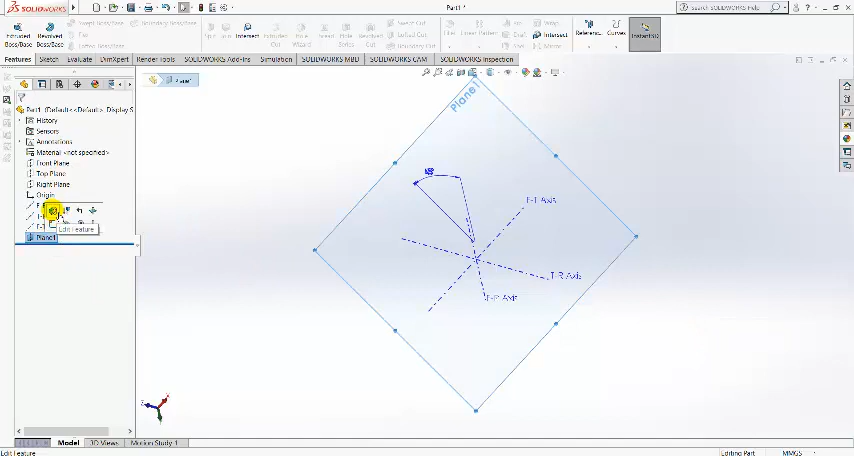 SOLIDWORKS
Part1 *
search SOLIDWORKS Help
Extruded Boss/Base
Revolved Boss/Base
Swept Boss/Base
Lofted Boss/Base
Boundary Boss/Base
Intersect
Extruded Cut
Hole Wizard
Revolved Cut
Swept Cut
Lofted Cut
Boundary Cut
Linear Pattern
Draft
Shell
Wrap
Intersect
Mirror
Referenc...
Curves
Instant3D
Features
Sketch
Evaluate
DimXpert
Render Tools
SOLIDWORKS Add-Ins
Simulation
SOLIDWORKS MBD
SOLIDWORKS CAM
SOLIDWORKS Inspection
Plane1
Part1 (Default<<Default>_Display S
History
Sensors
Annotations
Material <not specified>
Front Plane
Top Plane
Right Plane
Origin
Edit Feature
Plane1
Plane1
F-T Axis
T-R Axis
F-R Axis
Model
3D Views
Motion Study 1
Edit Feature
Editing Part
MMGS